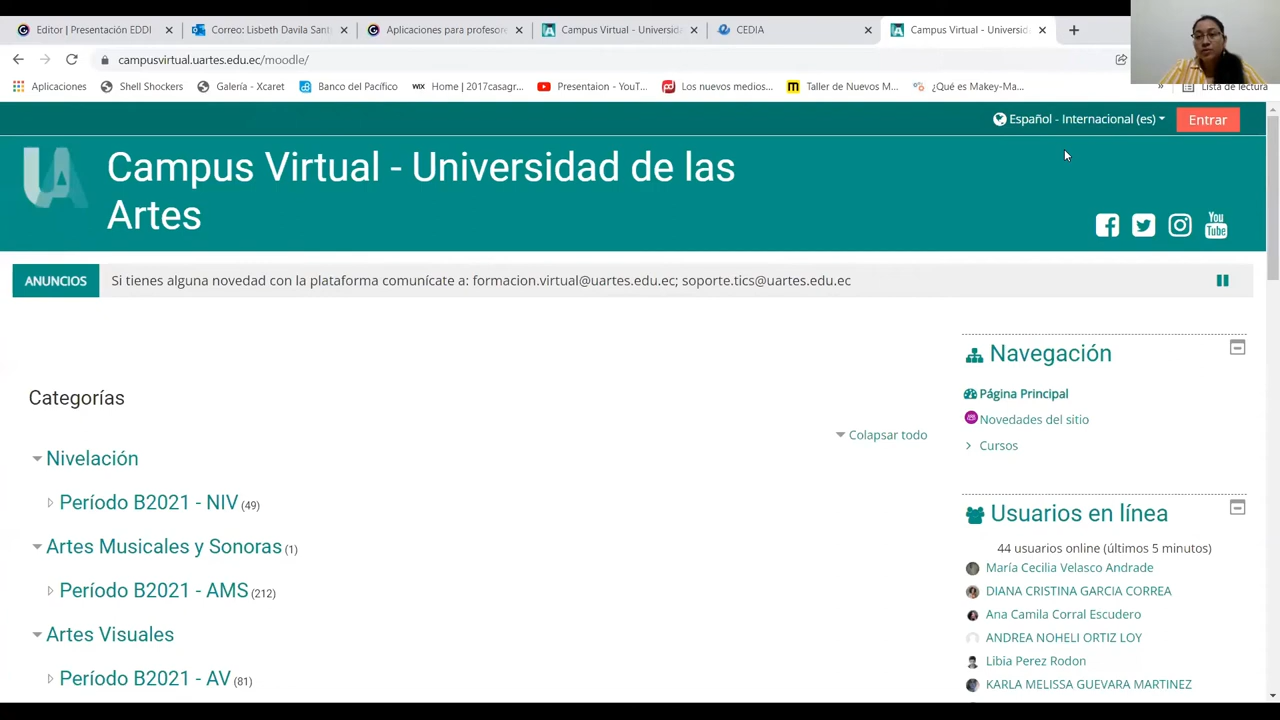 Editor | Presentación EDDI
Correo: Lisbeth Davila Sant
Aplicaciones para profesore
Campus Virtual - Universid
CEDIA
Campus Virtual - Universid
campusvirtual.uartes.edu.ec/moodle/
Aplicaciones
Shell Shockers
Galería - Xcaret
Banco del Pacífico
WIX
Home | 2017casagr...
Presentaion - YouT...
Los nuevos medios...
Taller de Nuevos M...
¿Qué es Makey-Ma...
»
Lista de lectura
Español - Internacional (es)
Entrar
UA
Campus Virtual - Universidad de las
Artes
You
Tube
ANUNCIOS
Si tienes alguna novedad con la plataforma comunícate a: formacion.virtual@uartes.edu.ec; soporte.tics@uartes.edu.ec
Categorías
Colapsar todo
Nivelación
Período B2021 - NIV (49)
Artes Musicales y Sonoras (1)
Período B2021 - AMS (212)
Artes Visuales
Período B2021 - AV (81)
Navegación
Página Principal
Novedades del sitio
Cursos
Usuarios en línea
44 usuarios online (últimos 5 minutos)
María Cecilia Velasco Andrade
DIANA CRISTINA GARCIA CORREA
Ana Camila Corral Escudero
ANDREA NOHELI ORTIZ LOY
Libia Perez Rodon
KARLA MELISSA GUEVARA MARTINEZ